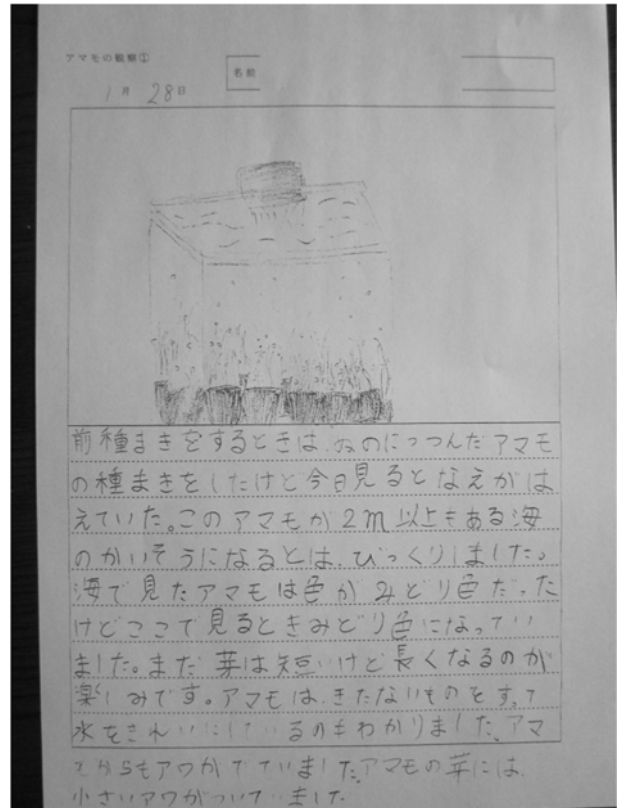 アマモの観察①
名前
1月 28日
前種まきをするときは、ぬのにつつんだアマモ
の種まきをしたけど今日見るとなえがは
えていた。このアマモが2m以上もある海
のかいそうになるとは、びっくりしました。
海で見たアマモは色がみどり色だった
けどここで見るときみどり色になってい
ました。まだ芽は短いけど長くなるのが
楽しみです。アマモは、きたないものをすって
水をきれいにしているのもわかりました。アマ
モからもアワがでていました。アマモの芽には、
小さいアワがついていました